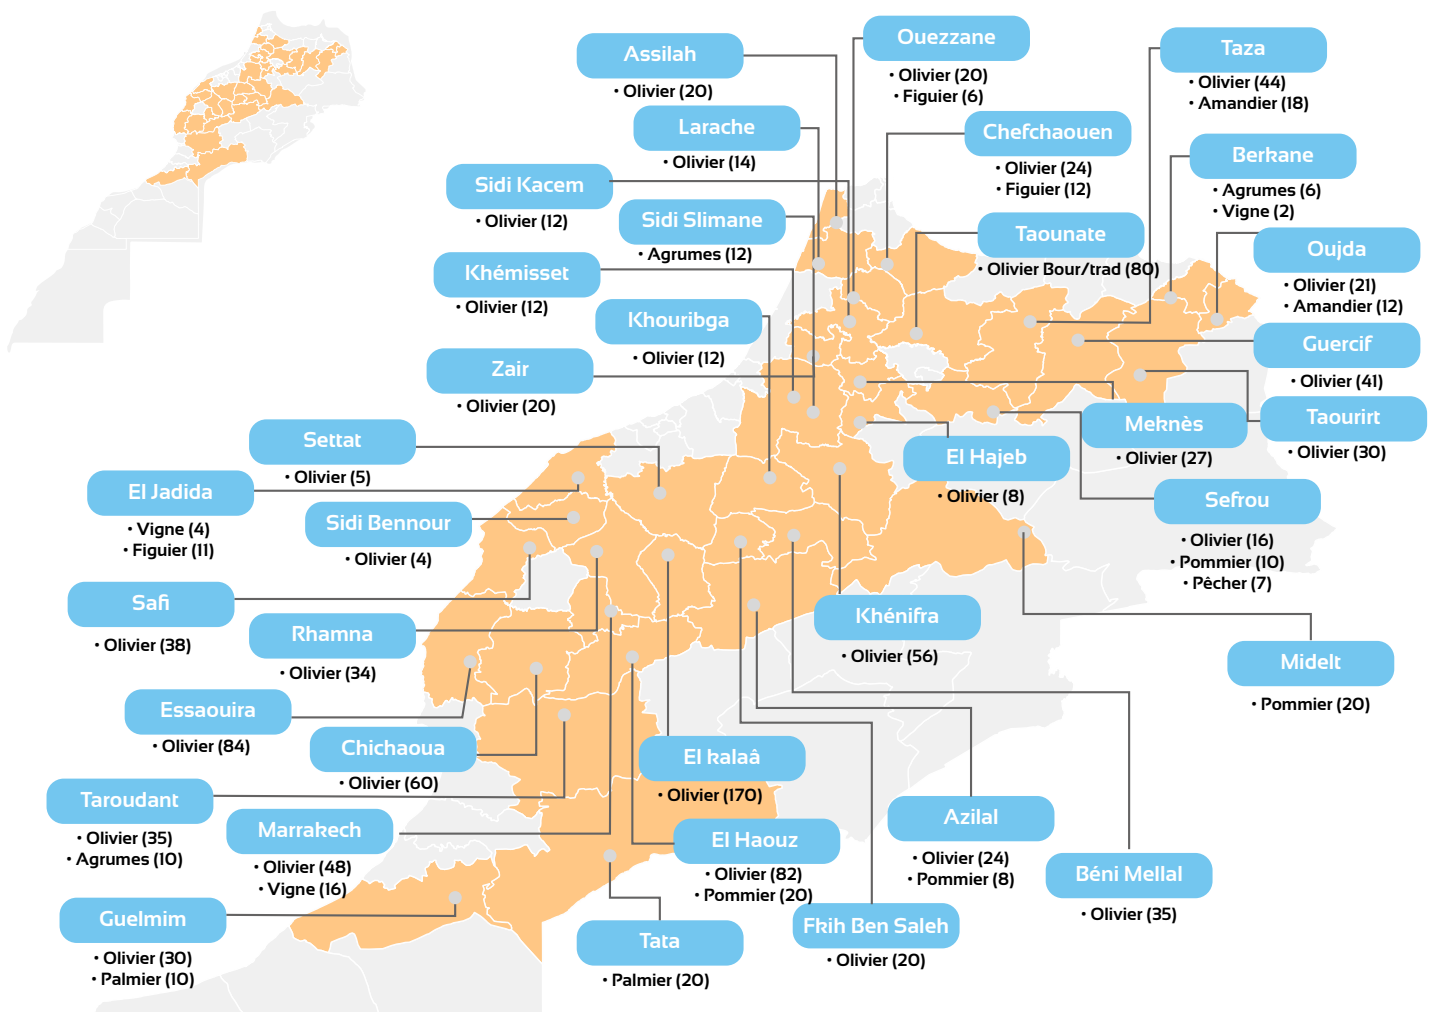 Assilah
• Olivier (20)
Ouezzane
• Olivier (20)
• Figuier (6)
Taza
• Olivier (44)
• Amandier (18)
Larache
• Olivier (14)
Chefchaouen
• Olivier (24)
• Figuier (12)
Berkane
• Agrumes (6)
• Vigne (2)
Sidi Kacem
• Olivier (12)
Sidi Slimane
• Agrumes (12)
Taounate
• Olivier Bour/trad (80)
Oujda
• Olivier (21)
• Amandier (12)
Khémisset
• Olivier (12)
Khouribga
• Olivier (12)
Guercif
• Olivier (41)
Zair
• Olivier (20)
Meknès
• Olivier (27)
Taourirt
• Olivier (30)
Settat
• Olivier (5)
El Hajeb
• Olivier (8)
El Jadida
• Vigne (4)
• Figuier (11)
Sidi Bennour
• Olivier (4)
Sefrou
• Olivier (16)
• Pommier (10)
• Pêcher (7)
Safi
• Olivier (38)
Rhamna
• Olivier (34)
Khénifra
• Olivier (56)
Midelt
• Pommier (20)
Essaouira
• Olivier (84)
Chichaoua
• Olivier (60)
El kalaâ
• Olivier (170)
Taroudant
• Olivier (35)
• Agrumes (10)
Marrakech
• Olivier (48)
• Vigne (16)
El Haouz
• Olivier (82)
• Pommier (20)
Azilal
• Olivier (24)
• Pommier (8)
Béni Mellal
• Olivier (35)
Guelmim
• Olivier (30)
• Palmier (10)
Tata
• Palmier (20)
Fkih Ben Saleh
• Olivier (20)